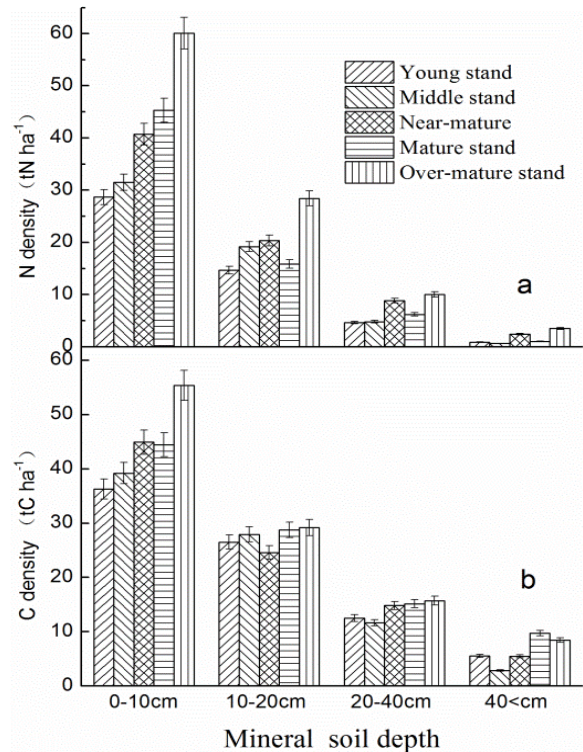 60
50
40
30
20
10
0
N density (tN ha-1)
Young stand
Middle stand
Near-mature
Mature stand
Over-mature stand
a
60
50
40
30
20
10
0
C density (tC ha-1)
b
0-10cm 10-20cm 20-40cm 40<cm
Mineral soil depth